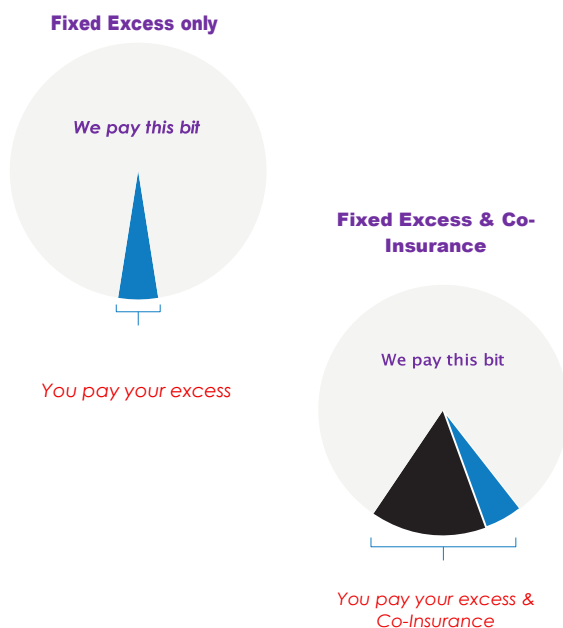 Fixed Excess only
We pay this bit
You pay your excess
Fixed Excess & Co-
Insurance
We pay this bit
You pay your excess &
Co-Insurance